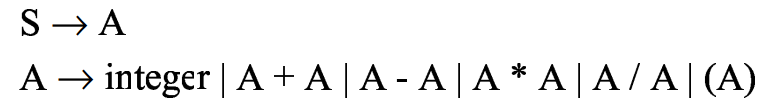 S → A
A → integer | A + A | A - A | A * A | A / A | (A)